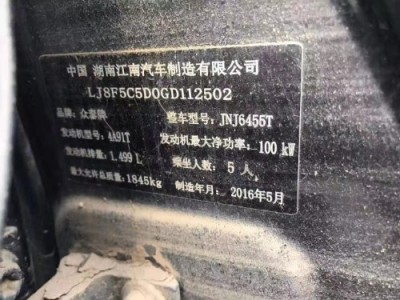 中国 湖南江南汽车制造有限公司
LJ8F5C5D0GD112502
品牌：众泰牌 整车型号：JNJ6455T
发动机型号：4A91T 发动机最大净功率：100 kW
发动机排量：1.499 L 乘坐人数：5 人
最大允许总质量：1845kg 制造年月：2016年5月